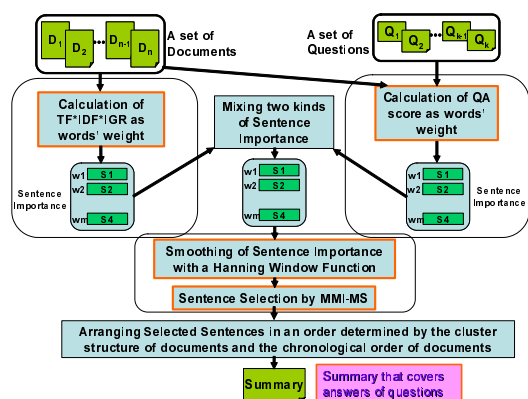 A set of
Documents
D1
D2
...
Dn-1
Dn
A set of
Questions
Q1
Q2
...
Qk-1
Qk
Calculation of
TF*IDF*IGR as
words' weight
Mixing two kinds
of Sentence
Importance
Calculation of QA
score as words'
weight
w1 S1
w2 S2
wm S4
Sentence
Importance
w1 S1
w2 S2
wm S4
w1 S1
w2 S2
wm S4
Sentence
Importance
Smoothing of Sentence Importance
with a Hanning Window Function
Sentence Selection by MMI-MS
Arranging Selected Sentences in an order determined by the cluster
structure of documents and the chronological order of documents
Summary
Summary that covers
answers of questions